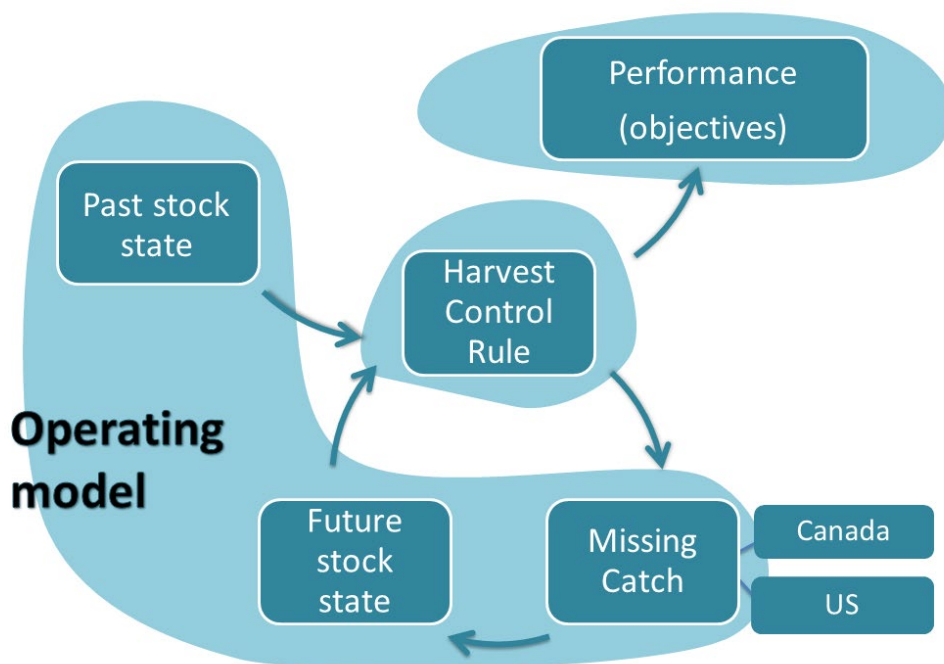 Performance
(objectives)
Past stock
state
Harvest
Control
Rule
Operating
model
Future
stock
state
Missing
Catch
Canada
US